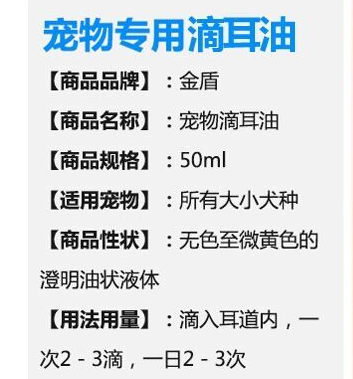 宠物专用滴耳油
【商品品牌】：金盾
【商品名称】：宠物滴耳油
【商品规格】：50ml
【适用宠物】：所有大小犬种
【商品性状】：无色至微黄色的
澄明油状液体
【用法用量】：滴入耳道内，一
次2 - 3滴，一日2 - 3次